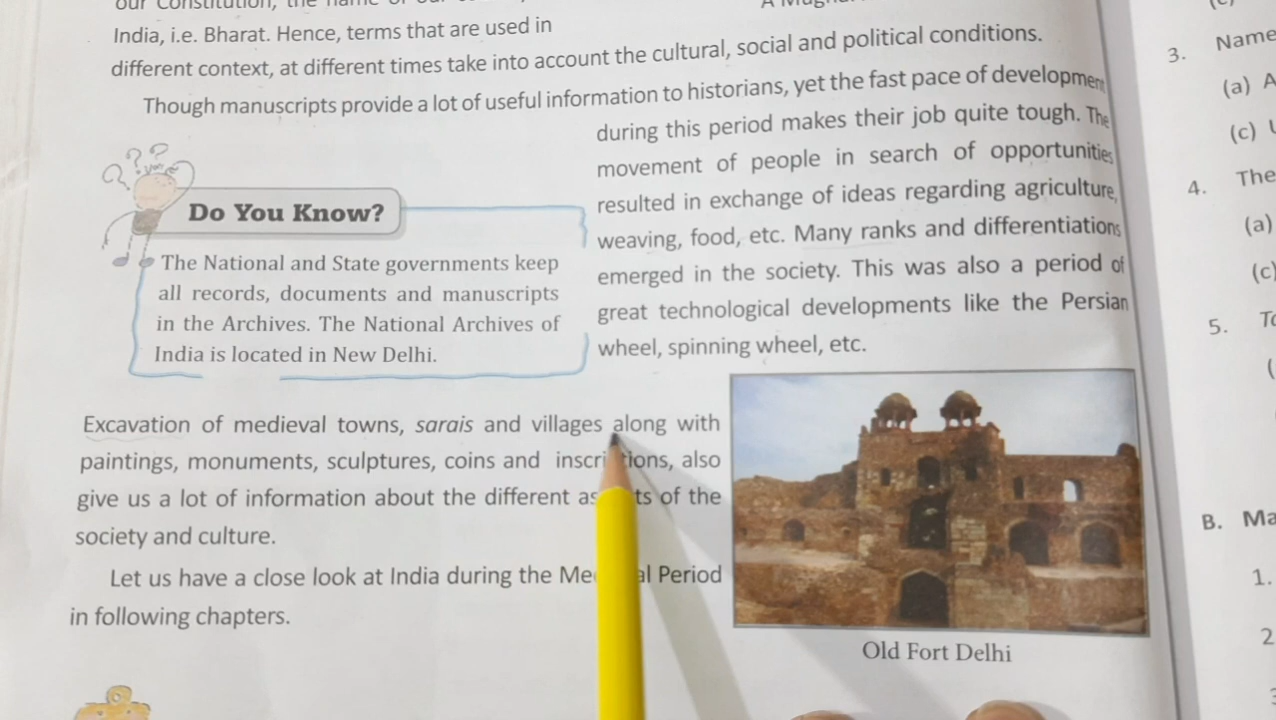 India, i.e. Bharat. Hence, terms that are used in
different context, at different times take into account the cultural, social and political conditions.
Though manuscripts provide a lot of useful information to historians, yet the fast pace of development
during this period makes their job quite tough. The
movement of people in search of opportunities
resulted in exchange of ideas regarding agriculture,
weaving, food, etc. Many ranks and differentiations
emerged in the society. This was also a period of
great technological developments like the Persian
wheel, spinning wheel, etc.
Do You Know?
The National and State governments keep
all records, documents and manuscripts
in the Archives. The National Archives of
India is located in New Delhi.
Excavation of medieval towns, sarais and villages along with
paintings, monuments, sculptures, coins and inscri tions, also
give us a lot of information about the different as ts of the
society and culture.
Let us have a close look at India during the Me al Period
in following chapters.
Old Fort Delhi
3. Name
(a) A
(c)
4. The
(a)
(c)
5.
B. Ma
1.
2